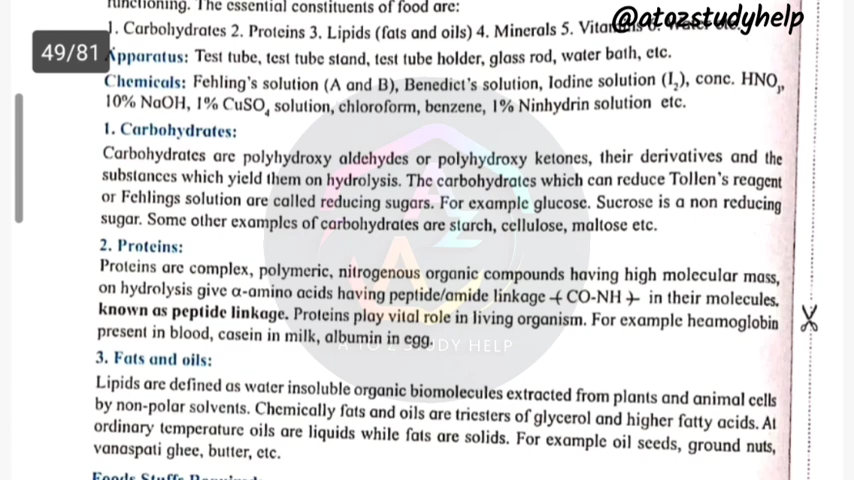 functioning. The essential constituents of food are:
@atozstudyhelp
1. Carbohydrates 2. Proteins 3. Lipids (fats and oils) 4. Minerals 5. Vitamins 6. Water etc.
49/81
Apparatus: Test tube, test tube stand, test tube holder, glass rod, water bath, etc.
Chemicals: Fehling's solution (A and B), Benedict's solution, Iodine solution (I₂), conc. HNO₃,
10% NaOH, 1% CuSO₄ solution, chloroform, benzene, 1% Ninhydrin solution etc.
1. Carbohydrates:
Carbohydrates are polyhydroxy aldehydes or polyhydroxy ketones, their derivatives and the
substances which yield them on hydrolysis. The carbohydrates which can reduce Tollen's reagent
or Fehlings solution are called reducing sugars. For example glucose. Sucrose is a non reducing
sugar. Some other examples of carbohydrates are starch, cellulose, maltose etc.
2. Proteins:
Proteins are complex, polymeric, nitrogenous organic compounds having high molecular mass,
on hydrolysis give α-amino acids having peptide/amide linkage -( CO-NH )- in their molecules,
known as peptide linkage. Proteins play vital role in living organism. For example heamoglobin
present in blood, casein in milk, albumin in egg.
A TO Z STUDY HELP
3. Fats and oils:
Lipids are defined as water insoluble organic biomolecules extracted from plants and animal cells
by non-polar solvents. Chemically fats and oils are triesters of glycerol and higher fatty acids. At
ordinary temperature oils are liquids while fats are solids. For example oil seeds, ground nuts,
vanaspati ghee, butter, etc.
Foods Stuffs Required: